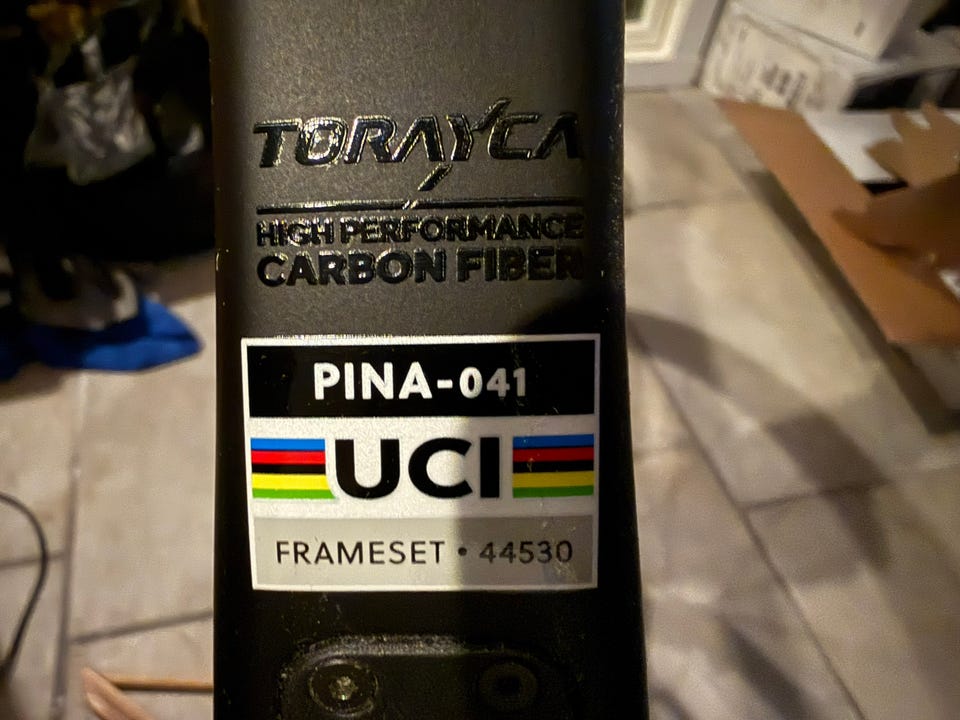 TORAYCA
HIGH PERFORMANCE
CARBON FIBER
PINA-041
UCI
FRAMESET • 44530